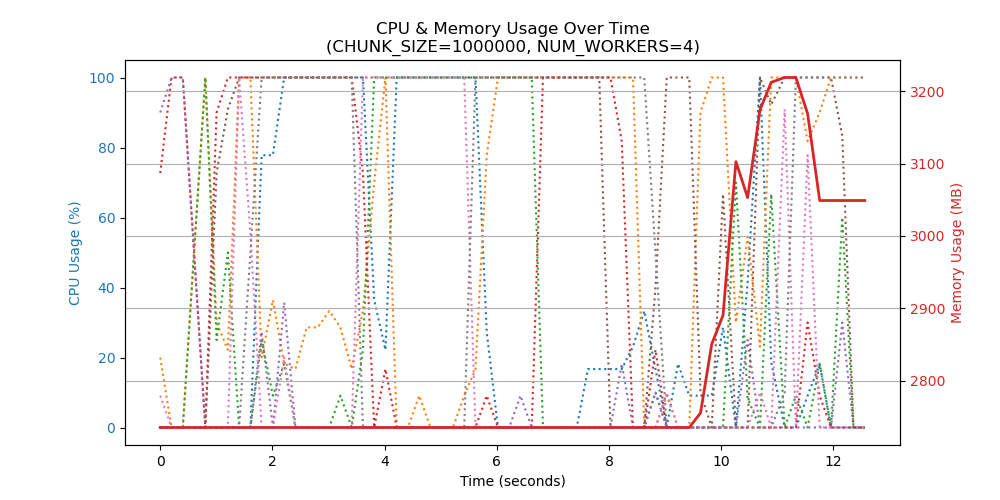 CPU & Memory Usage Over Time
(CHUNK_SIZE=1000000, NUM_WORKERS=4)
CPU Usage (%)
100
80
60
40
20
0
3200
3100
3000
2900
2800
Memory Usage (MB)
0 2 4 6 8 10 12
Time (seconds)